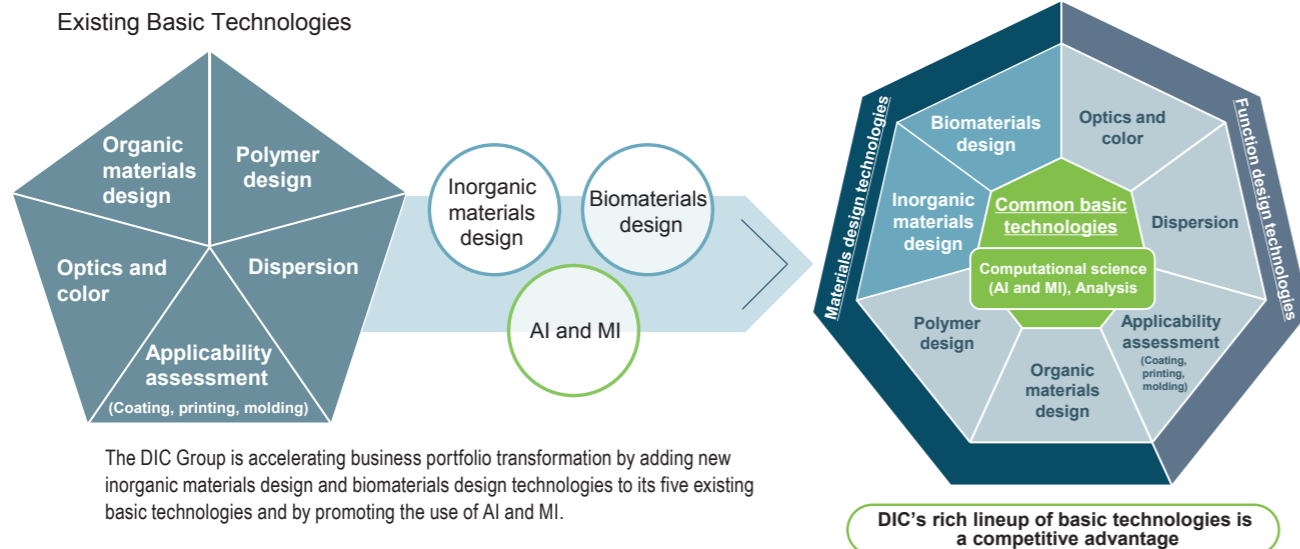 Existing Basic Technologies
Organic
materials
design
Polymer
design
Optics and
color
Dispersion
Applicability
assessment
(Coating, printing, molding)
Inorganic
materials
design
Biomaterials
design
AI and MI
The DIC Group is accelerating business portfolio transformation by adding new
inorganic materials design and biomaterials design technologies to its five existing
basic technologies and by promoting the use of AI and MI.
Materials design technologies
Function design technologies
Biomaterials
design
Optics and
color
Inorganic
materials
design
Common basic
technologies
Dispersion
Computational science
(AI and MI), Analysis
Polymer
design
Organic
materials
design
Applicability
assessment
(Coating,
printing,
molding)
DIC's rich lineup of basic technologies is
a competitive advantage